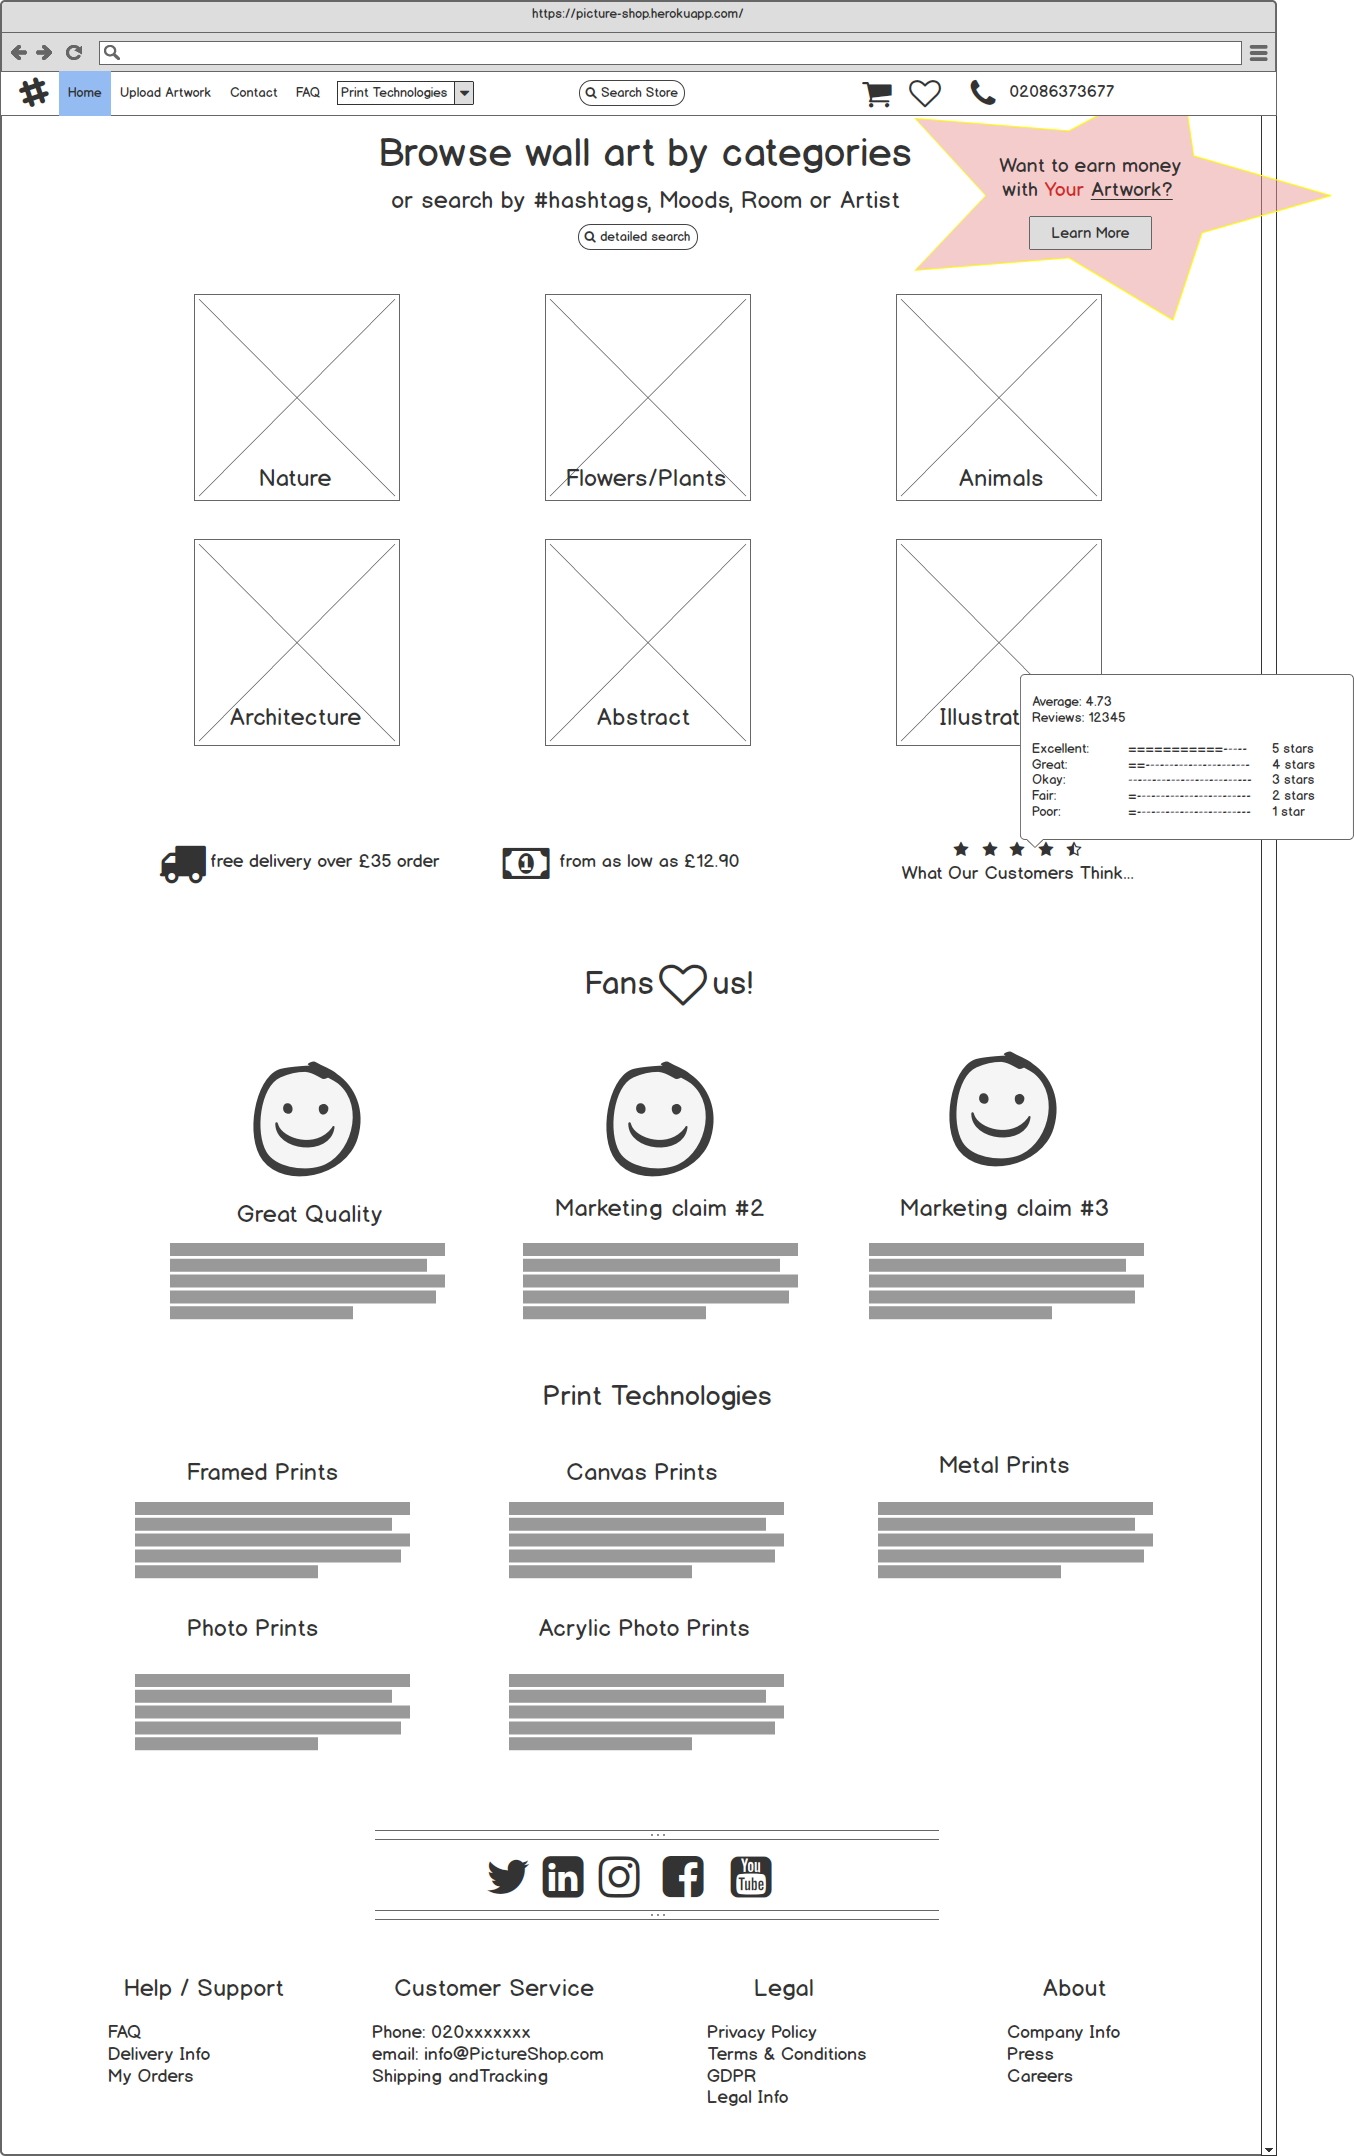 https://picture-shop.herokuapp.com/
Home Upload Artwork Contact FAQ Print Technologies Search Store 02086373677
Browse wall art by categories
or search by #hashtags, Moods, Room or Artist
detailed search
Want to earn money
with Your Artwork?
Learn More
Nature Flowers/Plants Animals
Architecture Abstract Illustrat
Average: 4.73
Reviews: 12345
Excellent: ===========----- 5 stars
Great: ==------------------- 4 stars
Okay: ----------------------- 3 stars
Fair: =--------------------- 2 stars
Poor: =--------------------- 1 star
free delivery over £35 order
1 from as low as £12.90
What Our Customers Think...
Fans us!
Great Quality
Marketing claim #2
Marketing claim #3
Print Technologies
Framed Prints
Canvas Prints
Metal Prints
Photo Prints
Acrylic Photo Prints
in
You
Tube
Help / Support
FAQ
Delivery Info
My Orders
Customer Service
Phone: 020xxxxxxx
email: info@PictureShop.com
Shipping andTracking
Legal
Privacy Policy
Terms & Conditions
GDPR
Legal Info
About
Company Info
Press
Careers